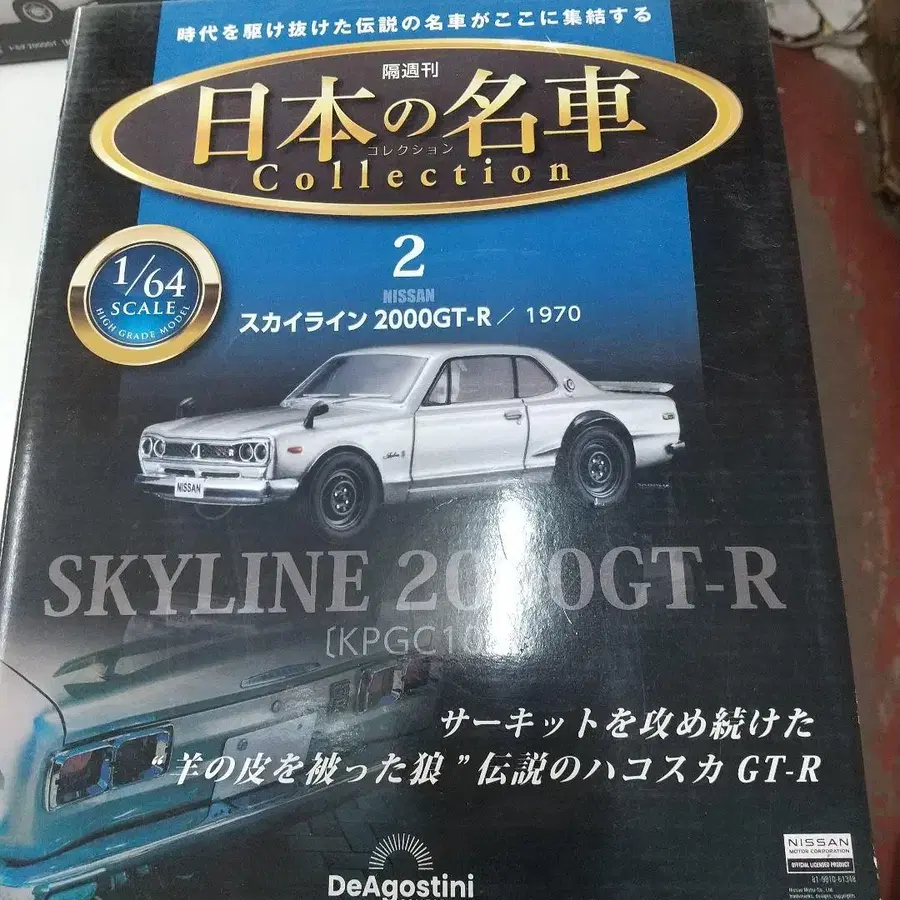 時代を駆け抜けた伝説の名車がここに集結する
隔週刊
日本の名車
コレクション
Collection
1/64
SCALE
HIGH GRADE MODEL
2
NISSAN
スカイライン 2000GT-R / 1970
NISSAN
SKYLINE 2000GT-R
[KPGC10
サーキットを攻め続けた
“羊の皮を被った狼”伝説のハコスカ GT-R
DeAgostini
NISSAN
MOTOR CORPORATION
OFFICIAL LICENSED PRODUCT